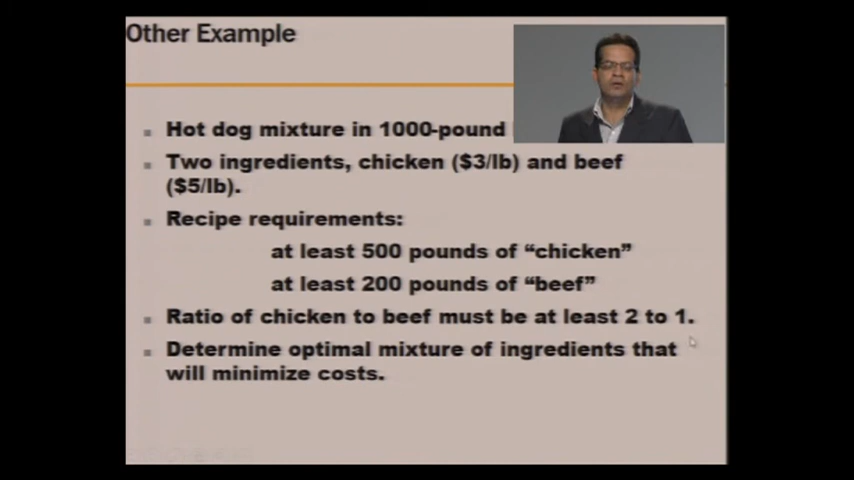 Other Example
Hot dog mixture in 1000-pound
Two ingredients, chicken ($3/lb) and beef
($5/lb).
Recipe requirements:
at least 500 pounds of “chicken”
at least 200 pounds of “beef”
Ratio of chicken to beef must be at least 2 to 1.
Determine optimal mixture of ingredients that
will minimize costs.